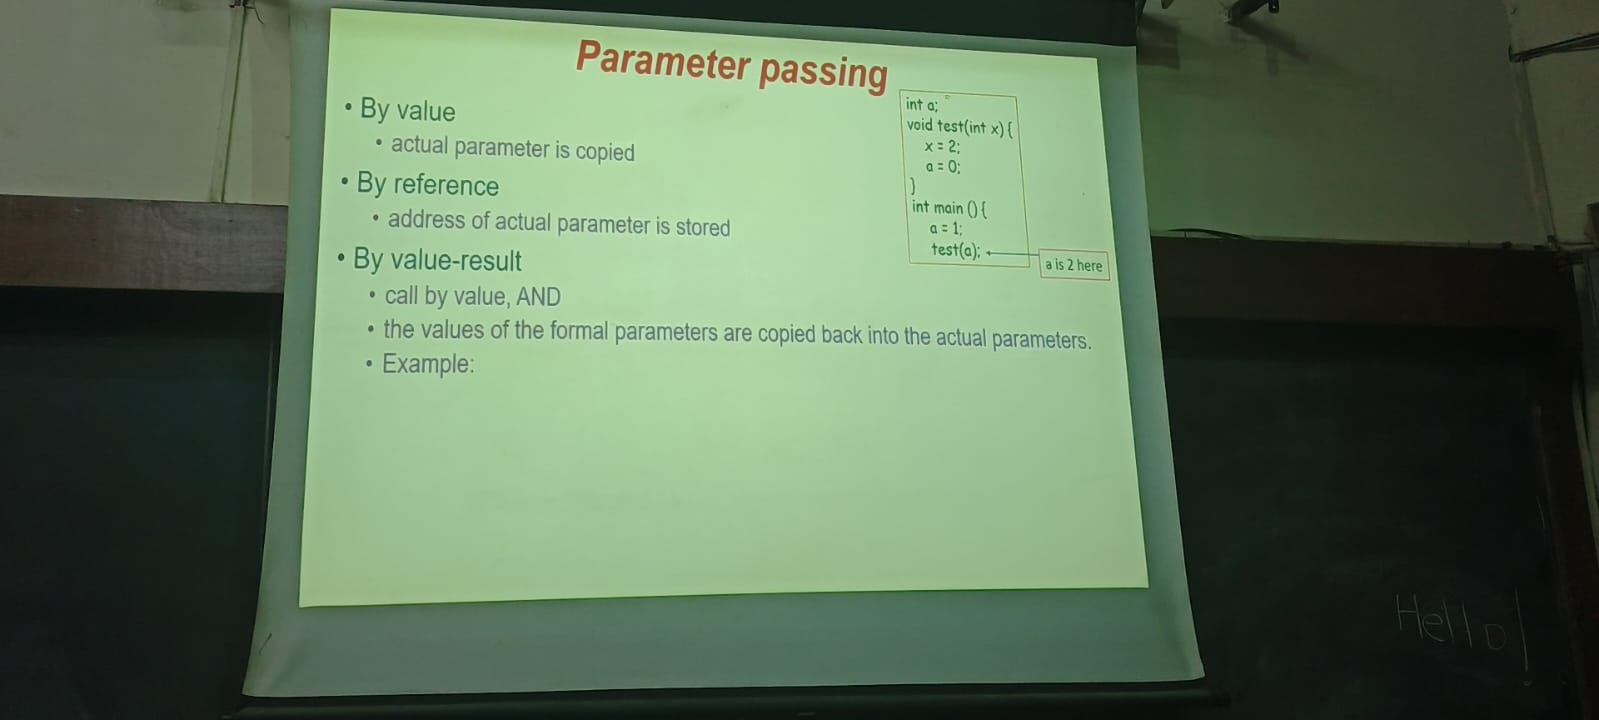 Parameter passing
• By value
• actual parameter is copied
• By reference
• address of actual parameter is stored
• By value-result
• call by value, AND
• the values of the formal parameters are copied back into the actual parameters.
• Example:
int a;
void test(int x) {
x = 2;
a = 0;
}
int main () {
a = 1;
test(a);
a is 2 here
Hello!